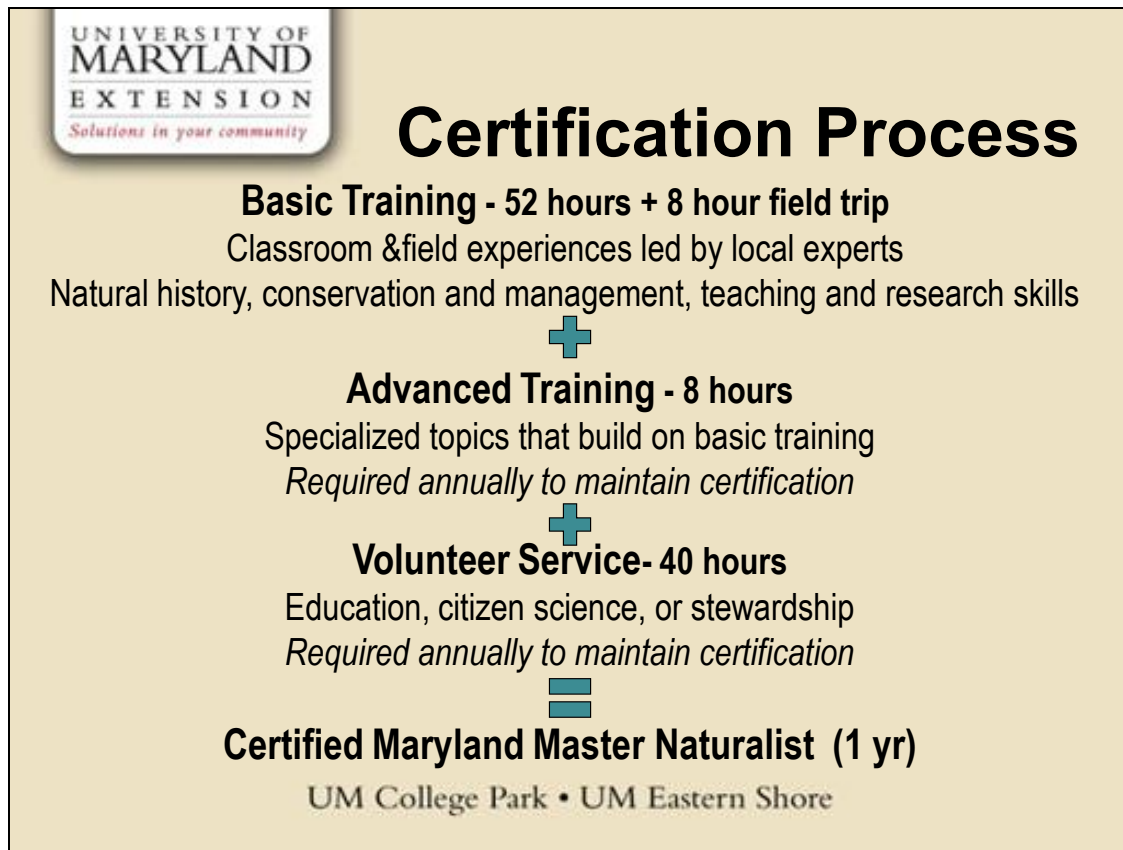 UNIVERSITY OF
MARYLAND
EXTENSION
Solutions in your community
Certification Process
Basic Training - 52 hours + 8 hour field trip
Classroom &field experiences led by local experts
Natural history, conservation and management, teaching and research skills
Advanced Training - 8 hours
Specialized topics that build on basic training
Required annually to maintain certification
Volunteer Service- 40 hours
Education, citizen science, or stewardship
Required annually to maintain certification
Certified Maryland Master Naturalist (1 yr)
UM College Park • UM Eastern Shore